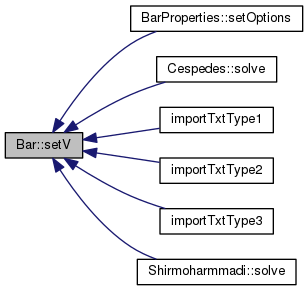 BarProperties::setOptions
Cespedes::solve
importTxtType1
Bar::setV
importTxtType2
importTxtType3
Shirmoharmmadi::solve